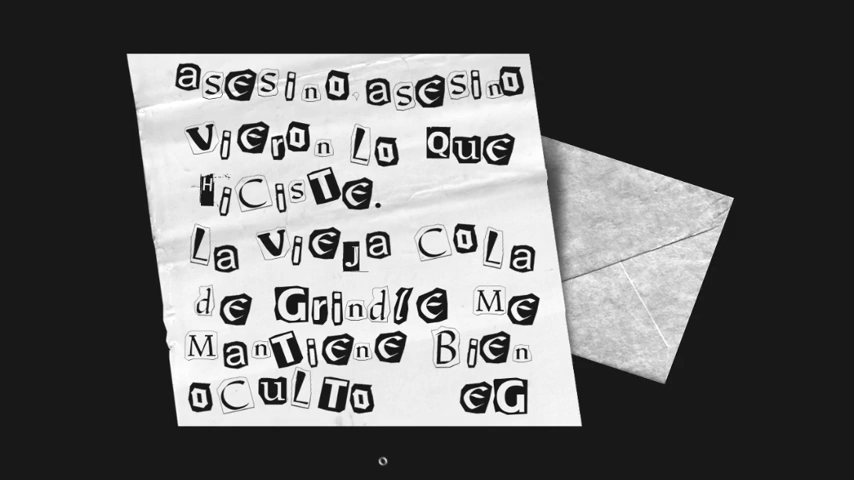 asesino, asesino
Vieron Lo Que
HiCisTe.
La Vieja Cola
de Grindle Me
ManTiene Bien
oCuLTo eG